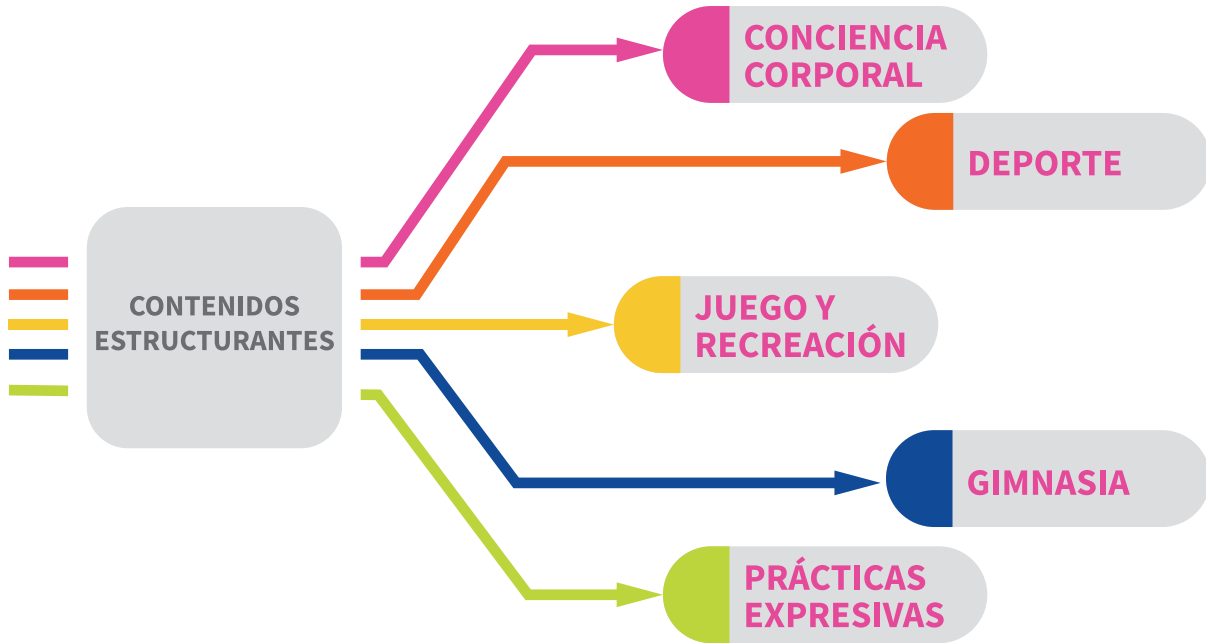 CONTENIDOS
ESTRUCTURANTES
CONCIENCIA
CORPORAL
DEPORTE
JUEGO Y
RECREACIÓN
GIMNASIA
PRÁCTICAS
EXPRESIVAS